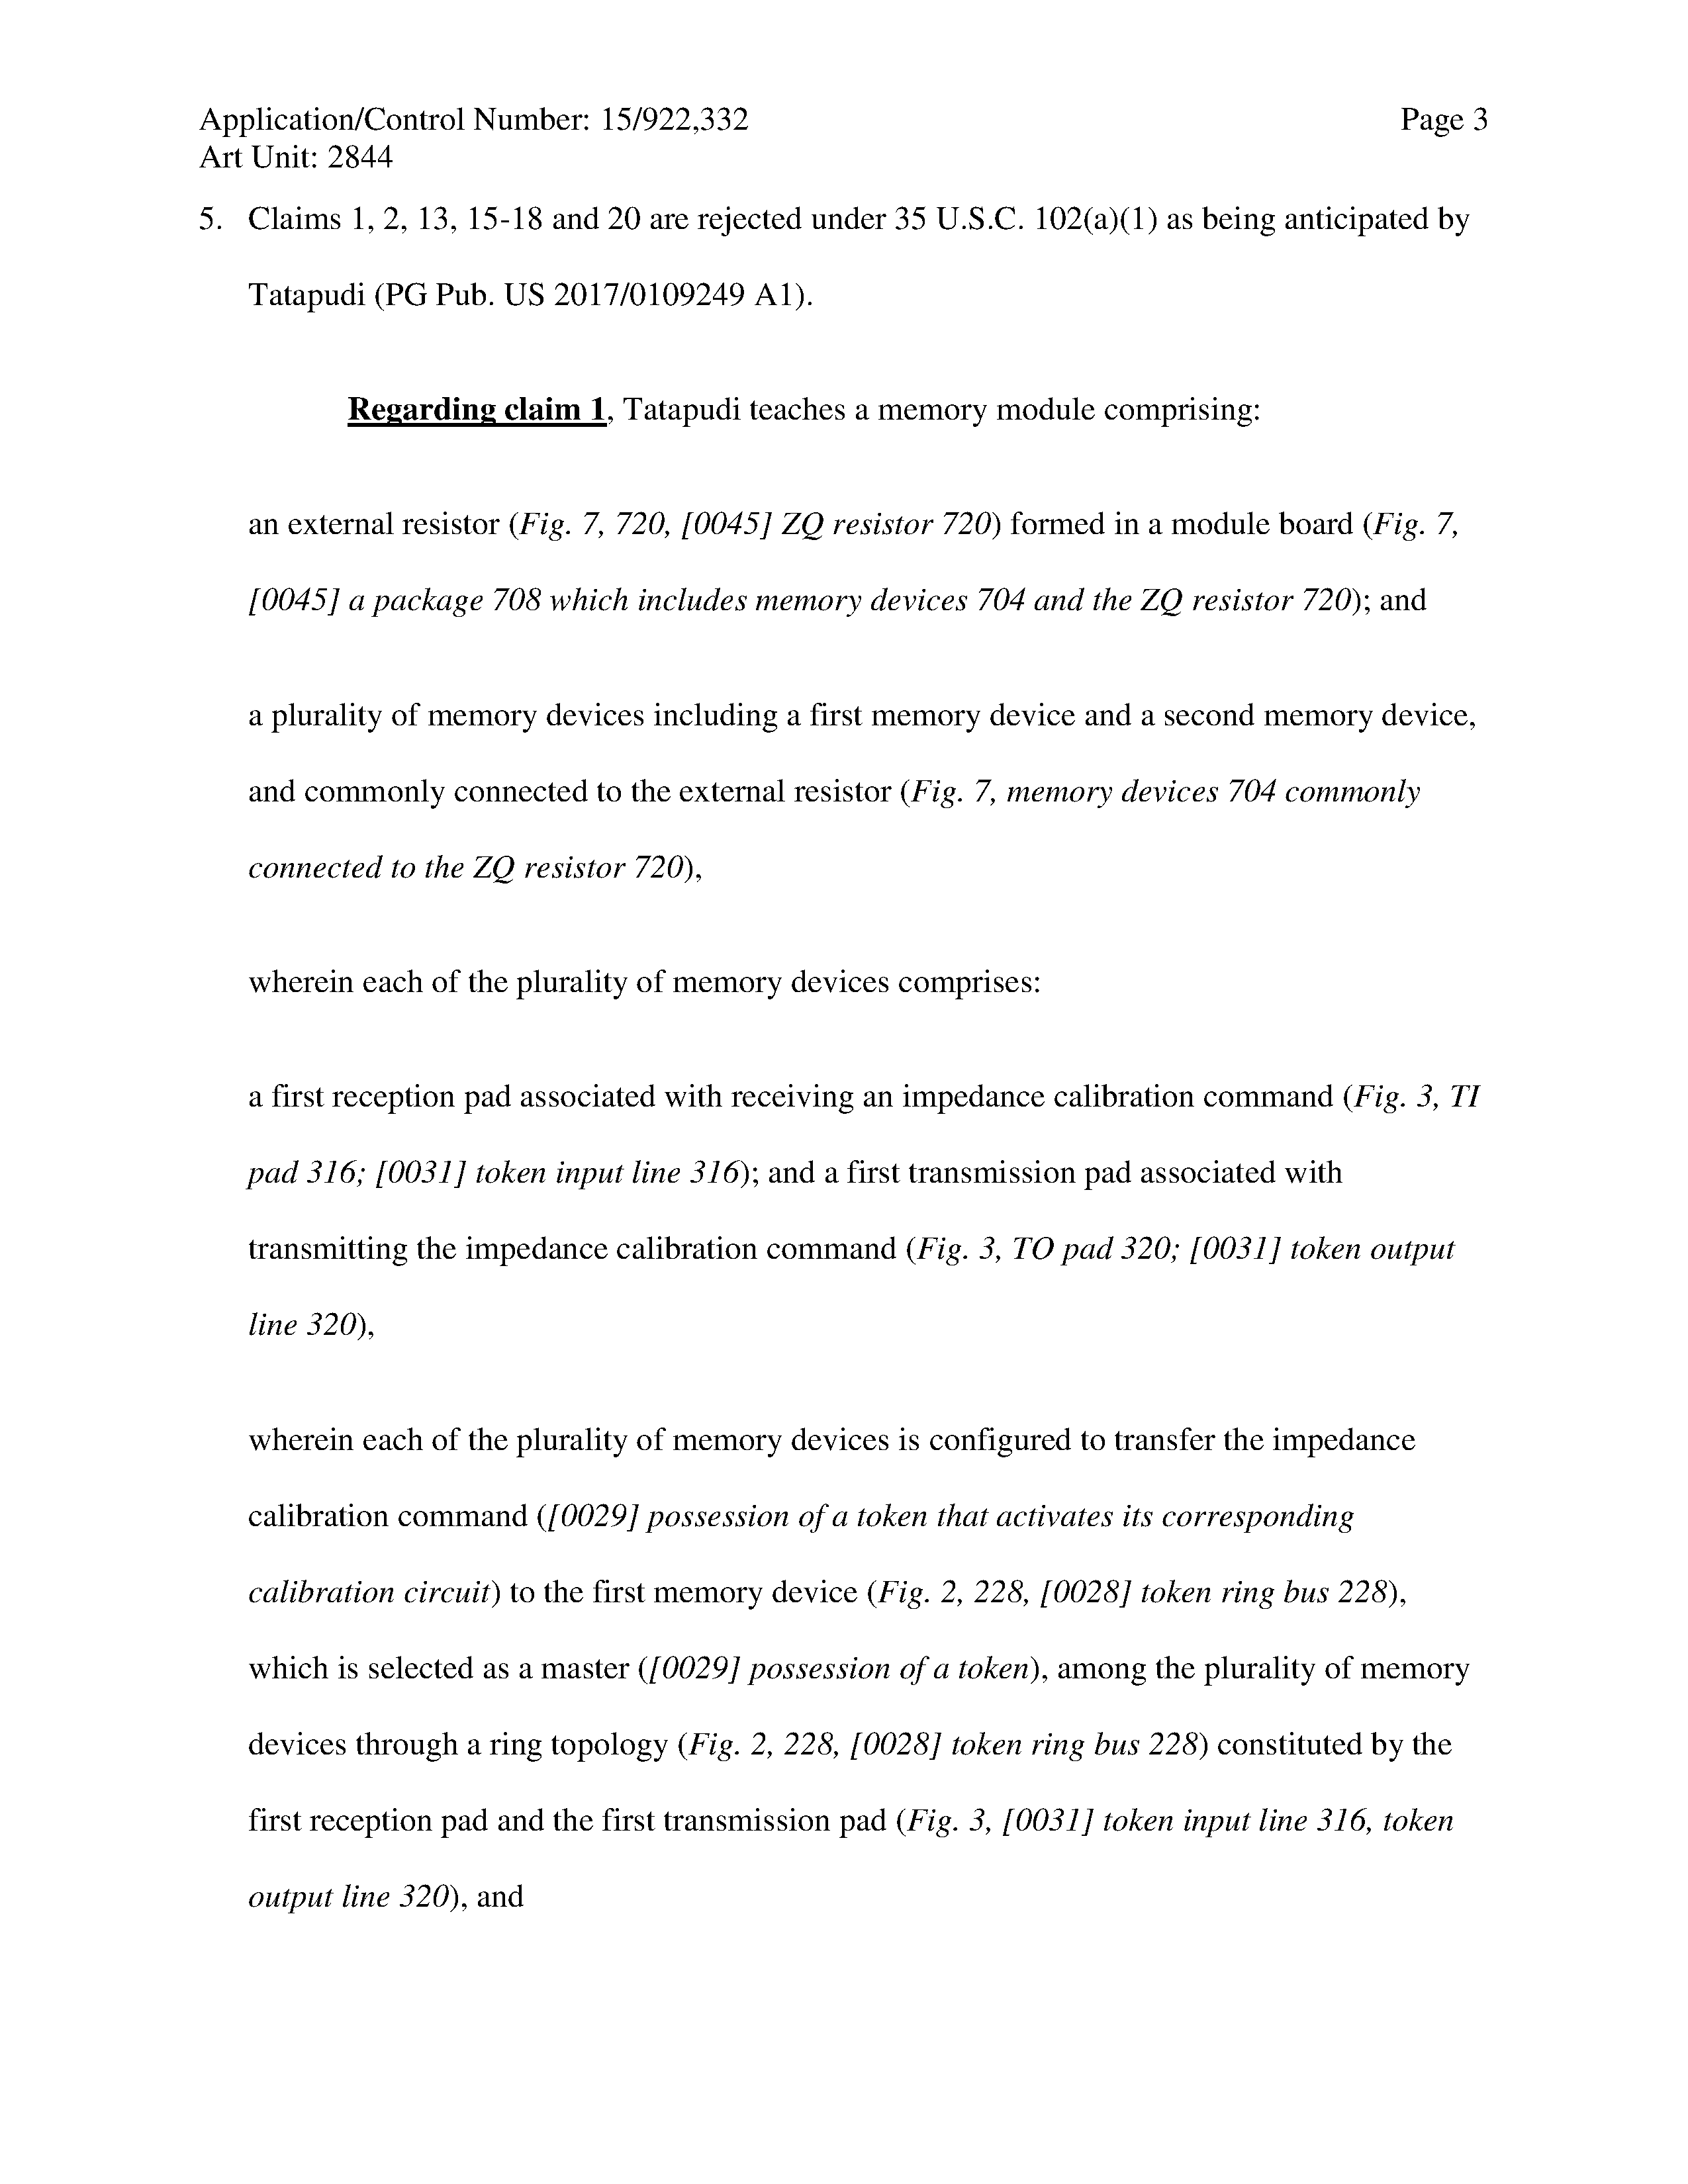 Application/Control Number: 15/922,332 Page 3
Art Unit: 2844
5. Claims 1, 2, 13, 15-18 and 20 are rejected under 35 U.S.C. 102(a)(1) as being anticipated by
Tatapudi (PG Pub. US 2017/0109249 A1).
Regarding claim 1, Tatapudi teaches a memory module comprising:
an external resistor (Fig. 7, 720, [0045] ZQ resistor 720) formed in a module board (Fig. 7,
[0045] a package 708 which includes memory devices 704 and the ZQ resistor 720); and
a plurality of memory devices including a first memory device and a second memory device,
and commonly connected to the external resistor (Fig. 7, memory devices 704 commonly
connected to the ZQ resistor 720),
wherein each of the plurality of memory devices comprises:
a first reception pad associated with receiving an impedance calibration command (Fig. 3, TI
pad 316; [0031] token input line 316); and a first transmission pad associated with
transmitting the impedance calibration command (Fig. 3, TO pad 320; [0031] token output
line 320),
wherein each of the plurality of memory devices is configured to transfer the impedance
calibration command ([0029] possession of a token that activates its corresponding
calibration circuit) to the first memory device (Fig. 2, 228, [0028] token ring bus 228),
which is selected as a master ([0029] possession of a token), among the plurality of memory
devices through a ring topology (Fig. 2, 228, [0028] token ring bus 228) constituted by the
first reception pad and the first transmission pad (Fig. 3, [0031] token input line 316, token
output line 320), and